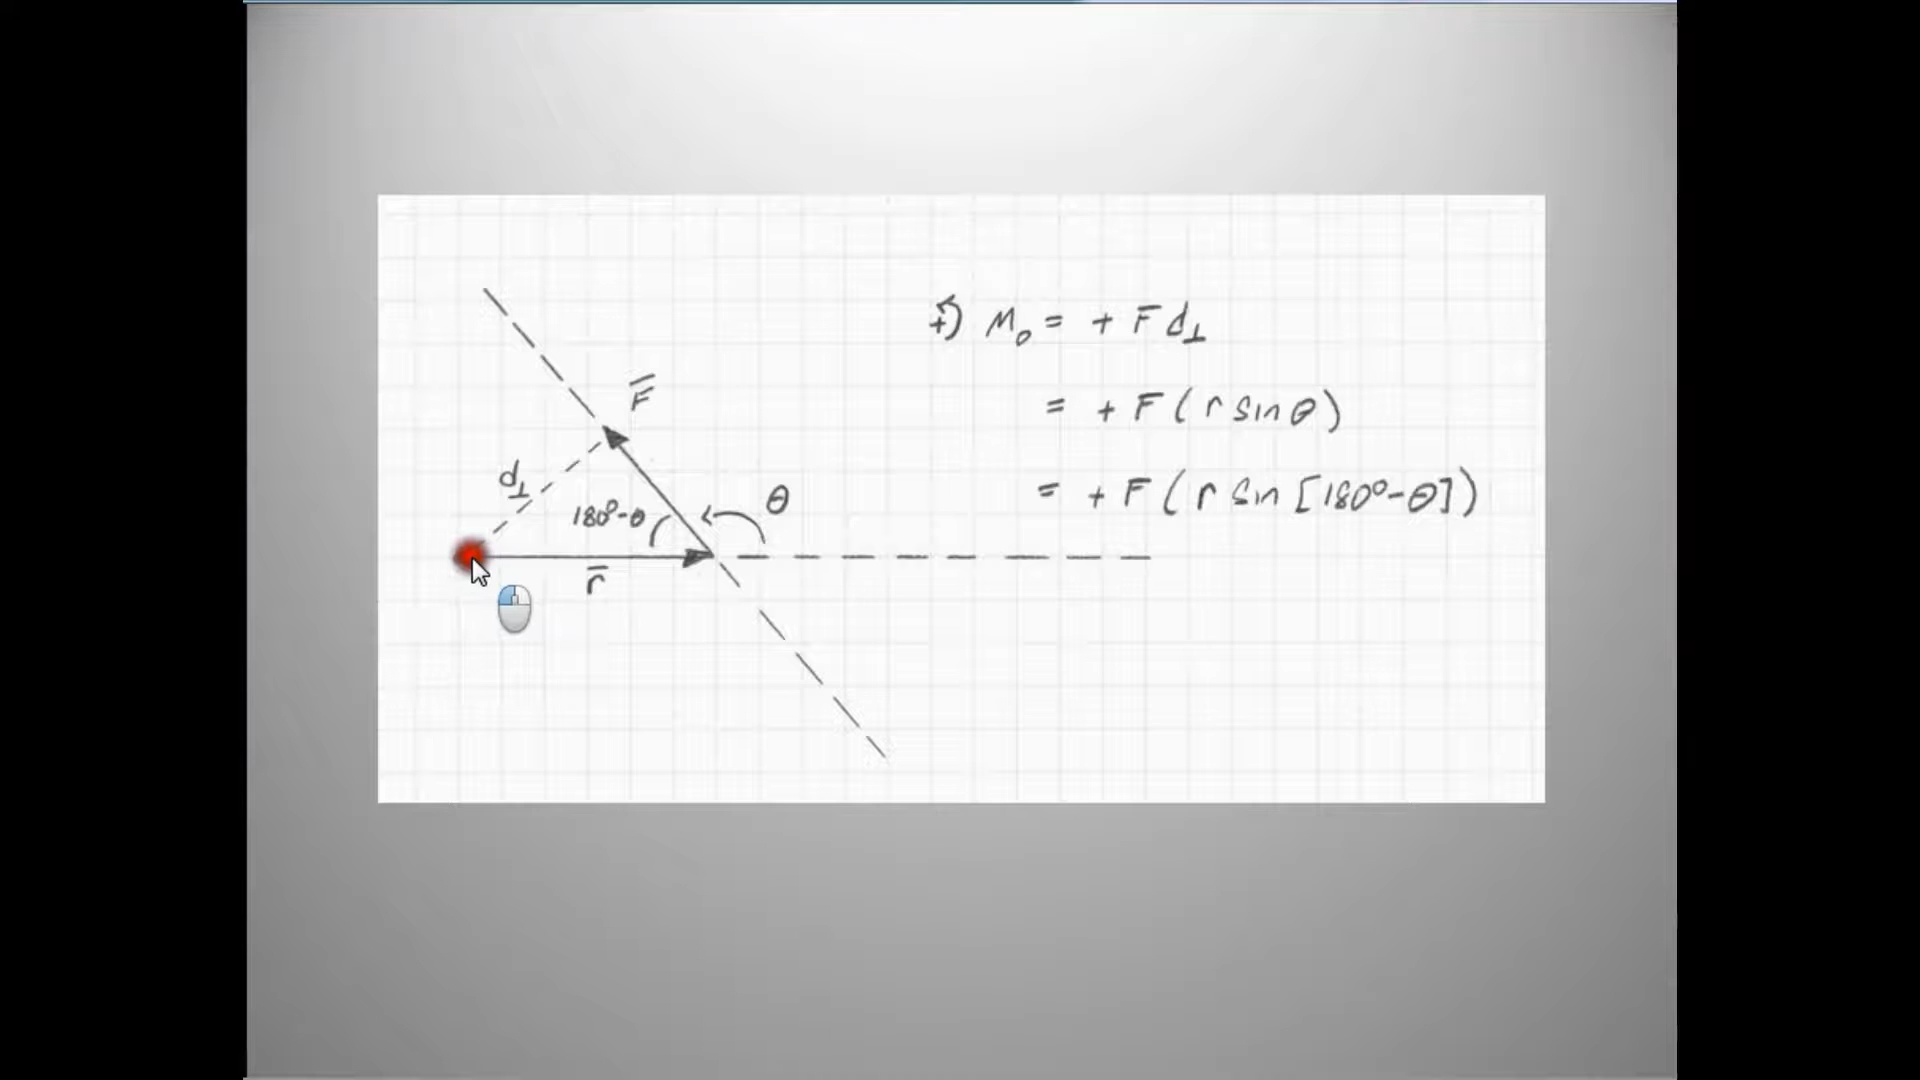 F̅
+) M₀ = + F d⊥
= + F ( r sin θ )
= + F ( r sin [180° - θ] )
d⊥
180° - θ
θ
r̅